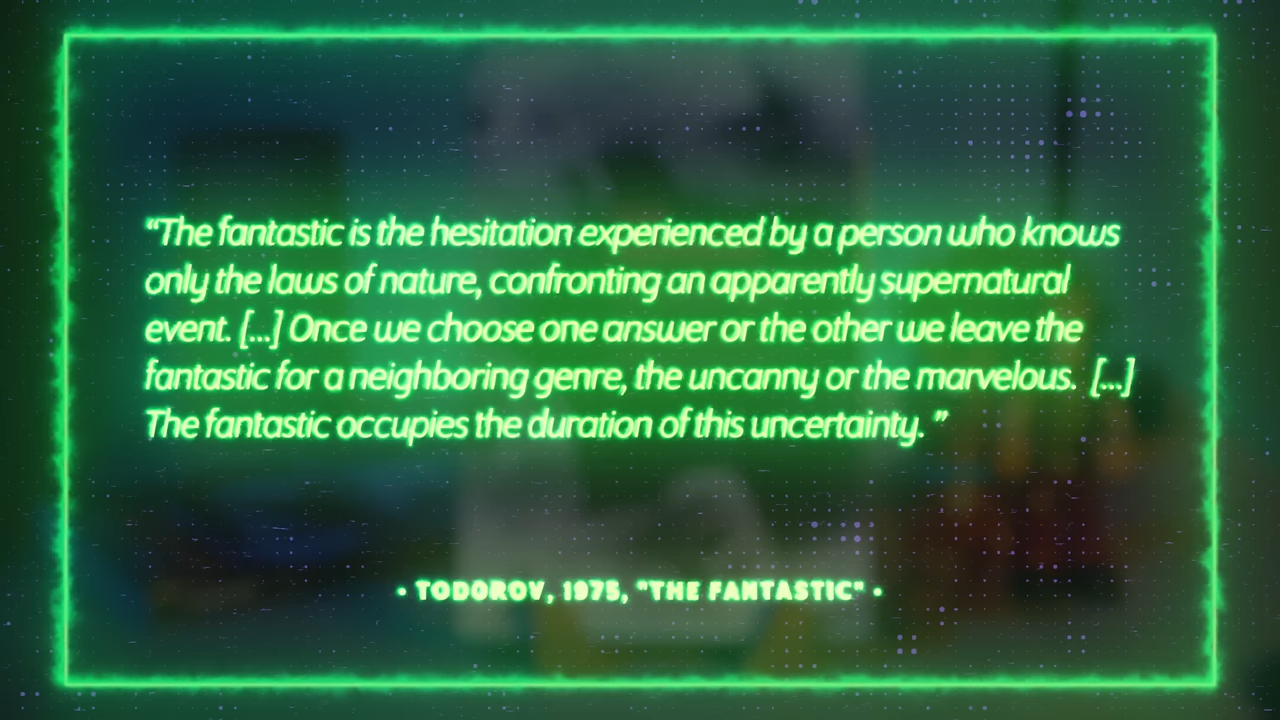 “The fantastic is the hesitation experienced by a person who knows
only the laws of nature, confronting an apparently supernatural
event. [...] Once we choose one answer or the other we leave the
fantastic for a neighboring genre, the uncanny or the marvelous. [...]
The fantastic occupies the duration of this uncertainty. ”
• TODOROV, 1975, "THE FANTASTIC" •